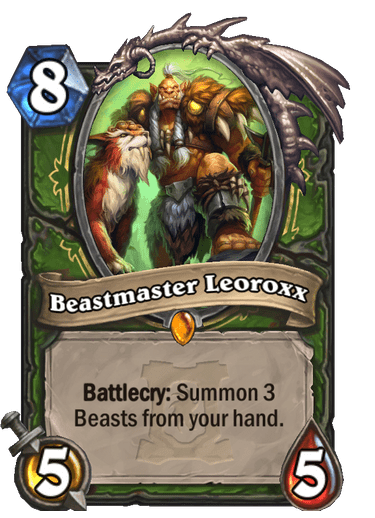 8
Beastmaster Leoroxx
Battlecry: Summon 3
Beasts from your hand.
5
5